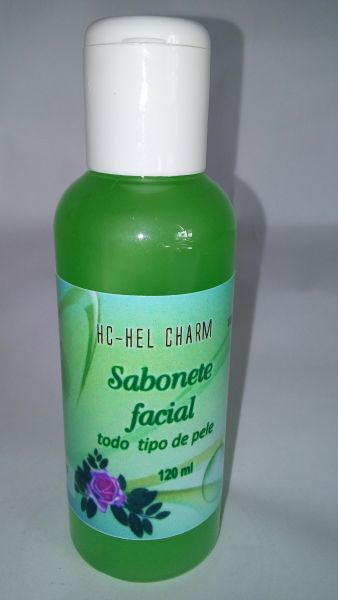 HC-HEL CHARM
Sabonete
facial
todo tipo de pele
120 ml